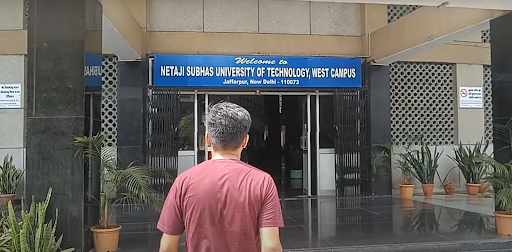 Welcome to
NETAJI SUBHAS UNIVERSITY OF TECHNOLOGY, WEST CAMPUS
Jaffarpur, New Delhi - 110073